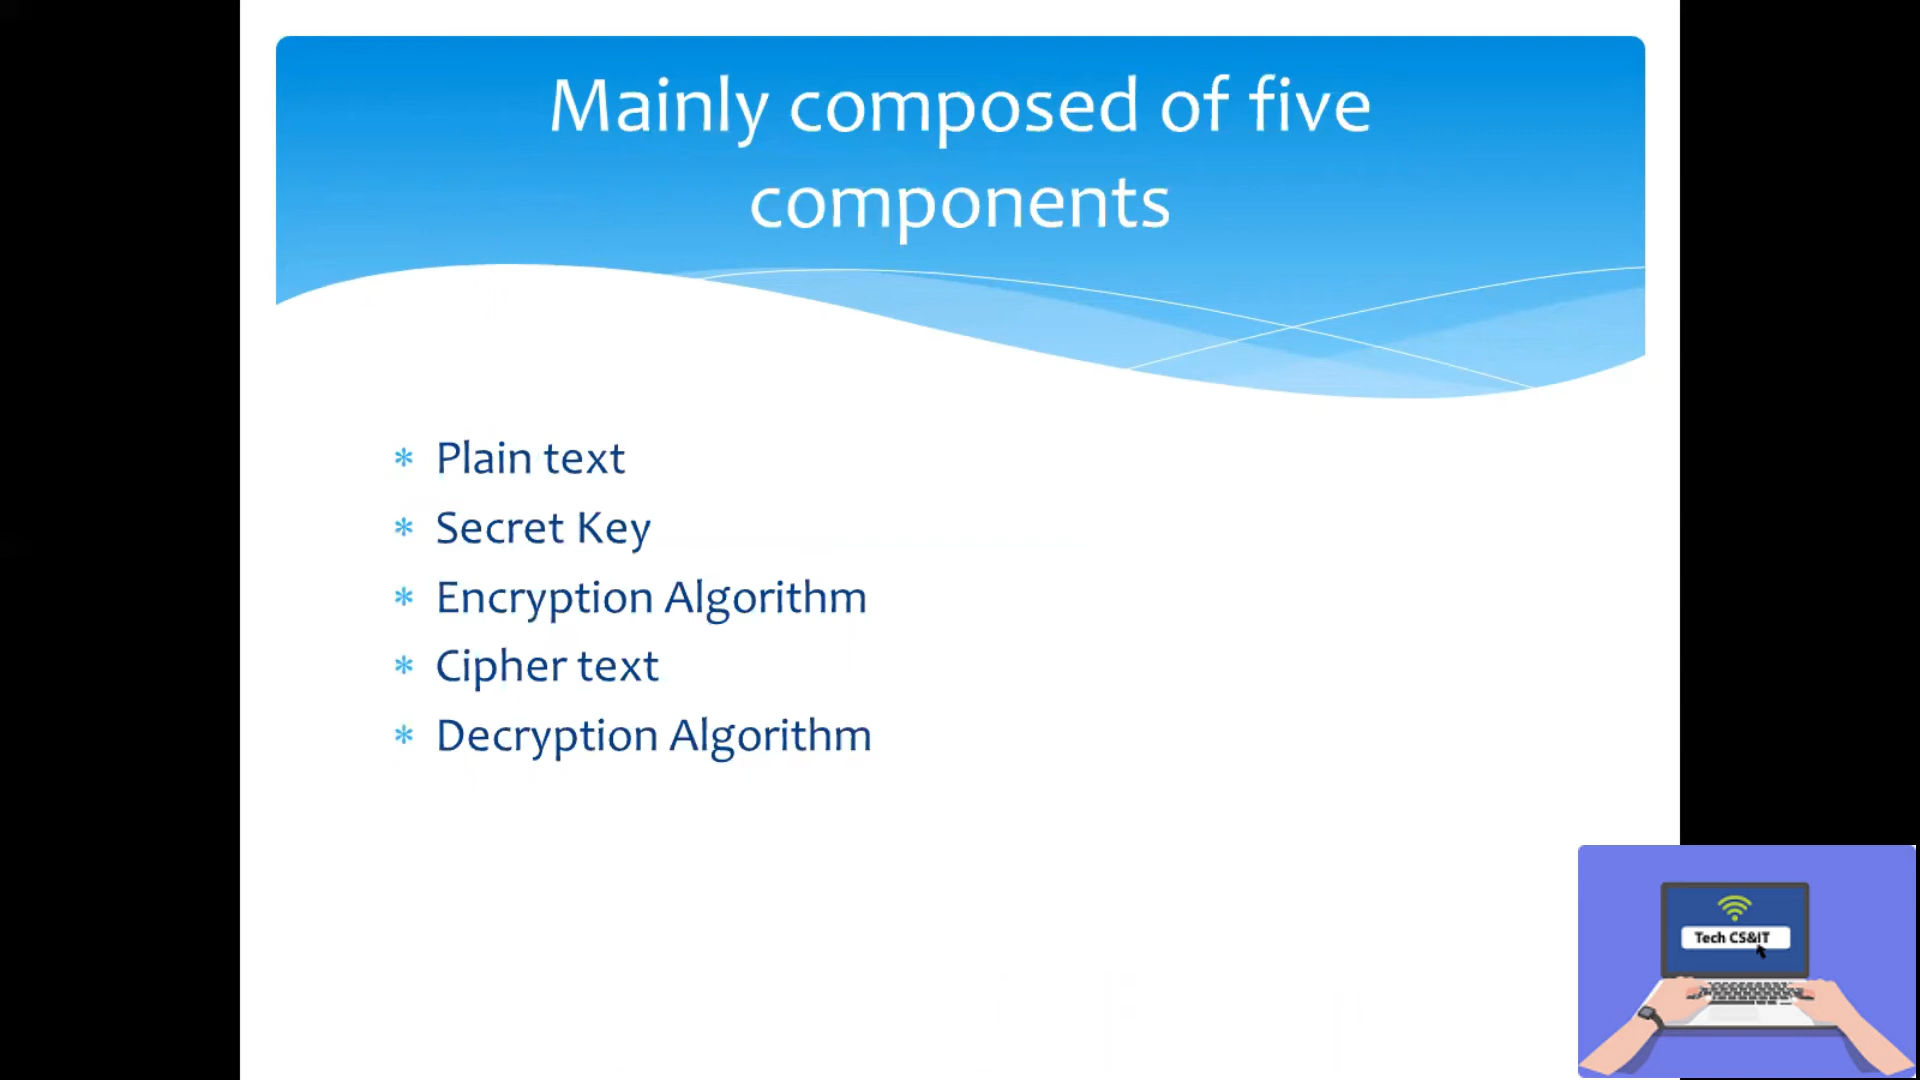 Mainly composed of five
components
* Plain text
* Secret Key
* Encryption Algorithm
* Cipher text
* Decryption Algorithm
Tech CS&IT